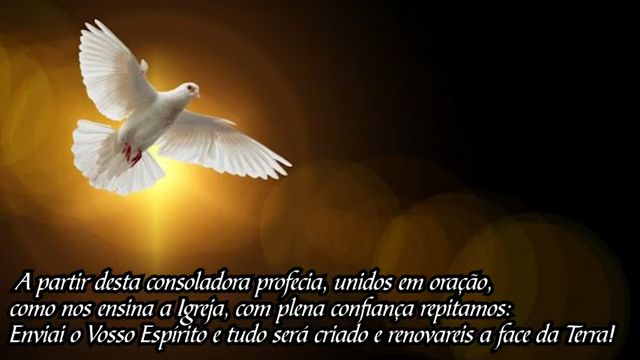 A partir desta consoladora profecia, unidos em oração,
como nos ensina a Igreja, com plena confiança repitamos:
Enviai o Vosso Espírito e tudo será criado e renovareis a face da Terra!